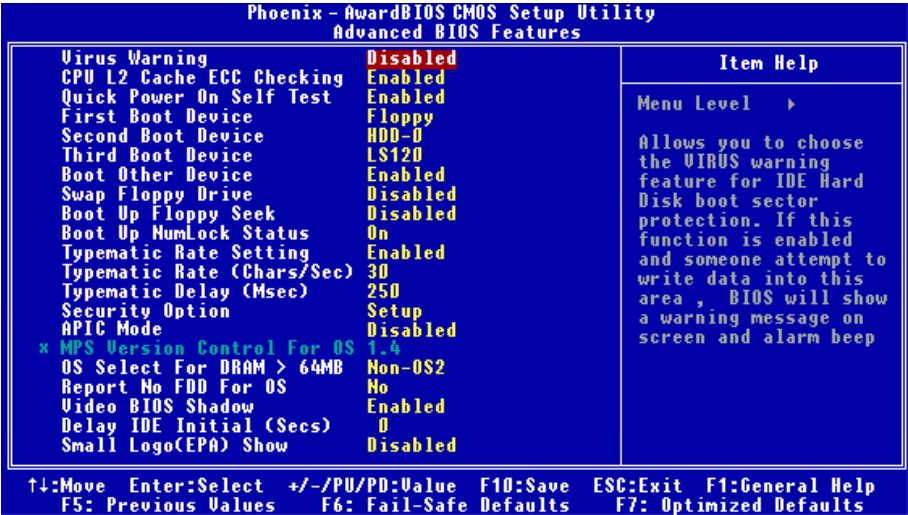 Phoenix - AwardBIOS CMOS Setup Utility
Advanced BIOS Features
Virus Warning Disabled
CPU L2 Cache ECC Checking Enabled
Quick Power On Self Test Enabled
First Boot Device Floppy
Second Boot Device HDD-0
Third Boot Device LS120
Boot Other Device Enabled
Swap Floppy Drive Disabled
Boot Up Floppy Seek Disabled
Boot Up NumLock Status On
Typematic Rate Setting Enabled
Typematic Rate (Chars/Sec) 30
Typematic Delay (Msec) 250
Security Option Setup
APIC Mode Disabled
x MPS Version Control For OS 1.4
OS Select For DRAM > 64MB Non-OS2
Report No FDD For OS No
Video BIOS Shadow Enabled
Delay IDE Initial (Secs) 0
Small Logo(EPA) Show Disabled
Item Help
Menu Level ▸
Allows you to choose
the VIRUS warning
feature for IDE Hard
Disk boot sector
protection. If this
function is enabled
and someone attempt to
write data into this
area , BIOS will show
a warning message on
screen and alarm beep
↑↓:Move Enter:Select +/-/PU/PD:Value F10:Save ESC:Exit F1:General Help
F5: Previous Values F6: Fail-Safe Defaults F7: Optimized Defaults